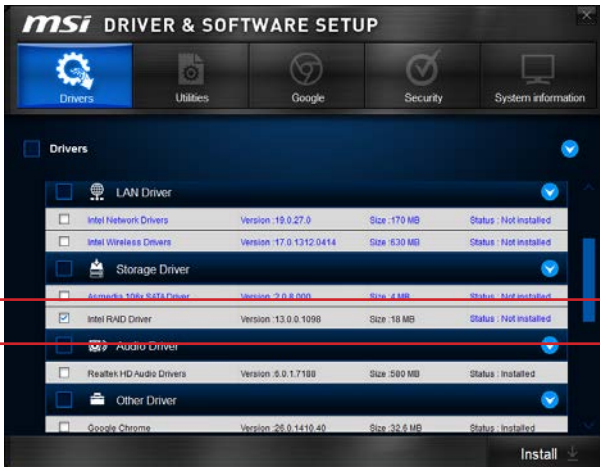 msi DRIVER & SOFTWARE SETUP
Drivers Utilities Google Security System information
Drivers
LAN Driver
Intel Network Drivers Version :19.0.27.0 Size :170 MB Status : Not installed
Intel Wireless Drivers Version :17.0.1312.0414 Size :630 MB Status : Not installed
Storage Driver
Asmedia 106x SATA Driver Version :2.0.8.000 Size :4 MB Status : Not installed
Intel RAID Driver Version :13.0.0.1098 Size :18 MB Status : Not installed
Audio Driver
Realtek HD Audio Drivers Version :6.0.1.7188 Size :580 MB Status : Installed
Other Driver
Google Chrome Version :26.0.1410.40 Size :32.6 MB Status : Installed
Install